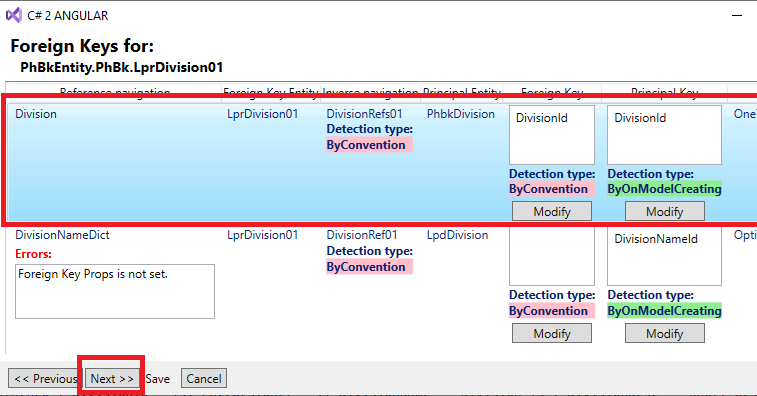 C# 2 ANGULAR
Foreign Keys for:
PhBkEntity.PhBk.LprDivision01
Reference navigation Foreign Key Entity Inverse navigation Principal Entity Foreign Key Principal Key
Division LprDivision01 DivisionRefs01 PhbkDivision DivisionId DivisionId
Detection type:
ByConvention
Detection type: Detection type:
ByConvention ByOnModelCreating
Modify Modify
DivisionNameDict LprDivision01 DivisionRef01 LpdDivision DivisionNameId
Errors: Detection type:
Foreign Key Props is not set. ByConvention
Detection type: Detection type:
ByConvention ByOnModelCreating
Modify Modify
<< Previous Next >> Save Cancel